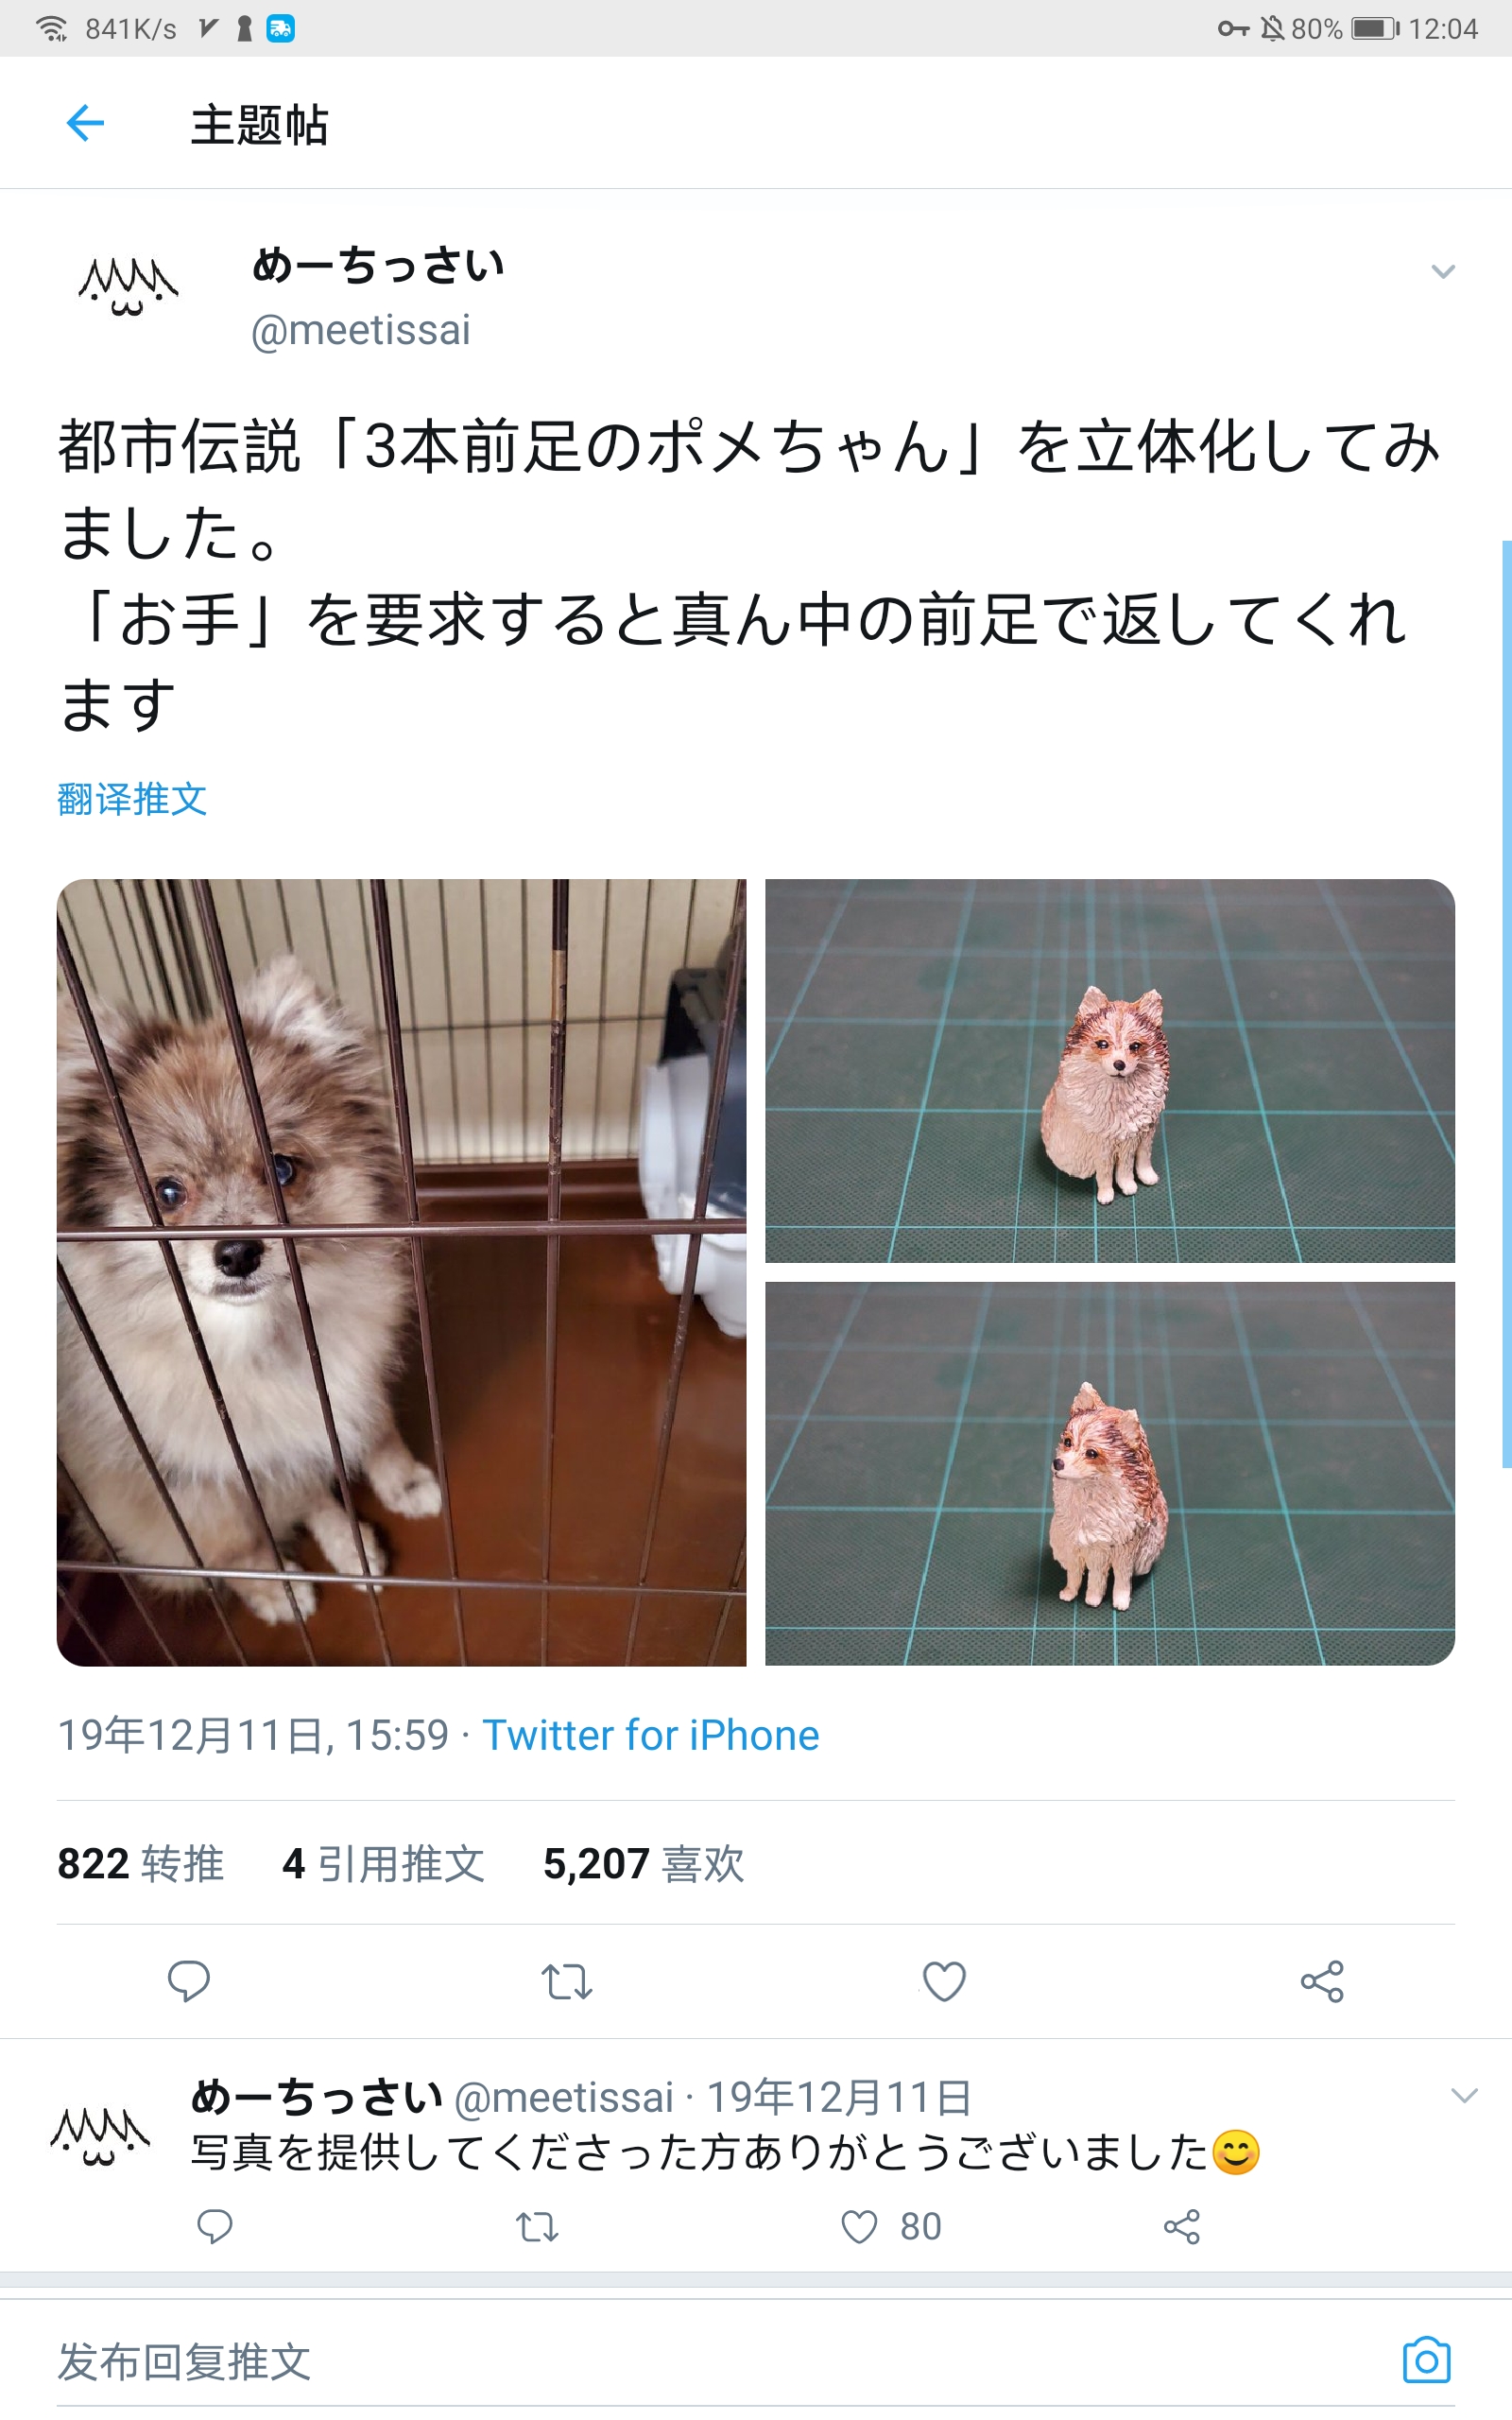 841K/s
80% 12:04
主题帖
めーちっさい
@meetissai
都市伝説「3本前足のポメちゃん」を立体化してみ
ました。
「お手」を要求すると真ん中の前足で返してくれ
ます
翻译推文
19年12月11日, 15:59 · Twitter for iPhone
822 转推 4 引用推文 5,207 喜欢
めーちっさい @meetissai · 19年12月11日
写真を提供してくださった方ありがとうございました😊
80
发布回复推文